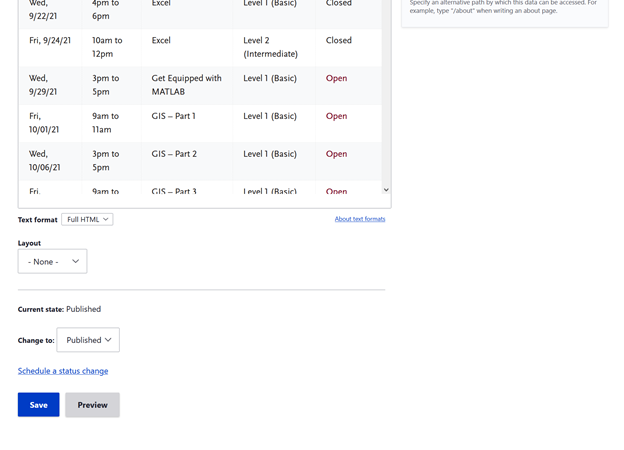 Wed, 4pm to Excel Level 1 (Basic) Closed
9/22/21 6pm
Fri, 9/24/21 10am to Excel Level 2 Closed
12pm (Intermediate)
Wed, 3pm to Get Equipped with Level 1 (Basic) Open
9/29/21 5pm MATLAB
Fri, 9am to GIS – Part 1 Level 1 (Basic) Open
10/01/21 11am
Wed, 3pm to GIS – Part 2 Level 1 (Basic) Open
10/06/21 5pm
Fri, 9am to GIS – Part 3 Level 1 (Basic) Open
Specify an alternative path by which this data can be accessed. For
example, type "/about" when writing an about page.
Text format Full HTML About text formats
Layout
- None -
Current state: Published
Change to: Published
Schedule a status change
Save Preview